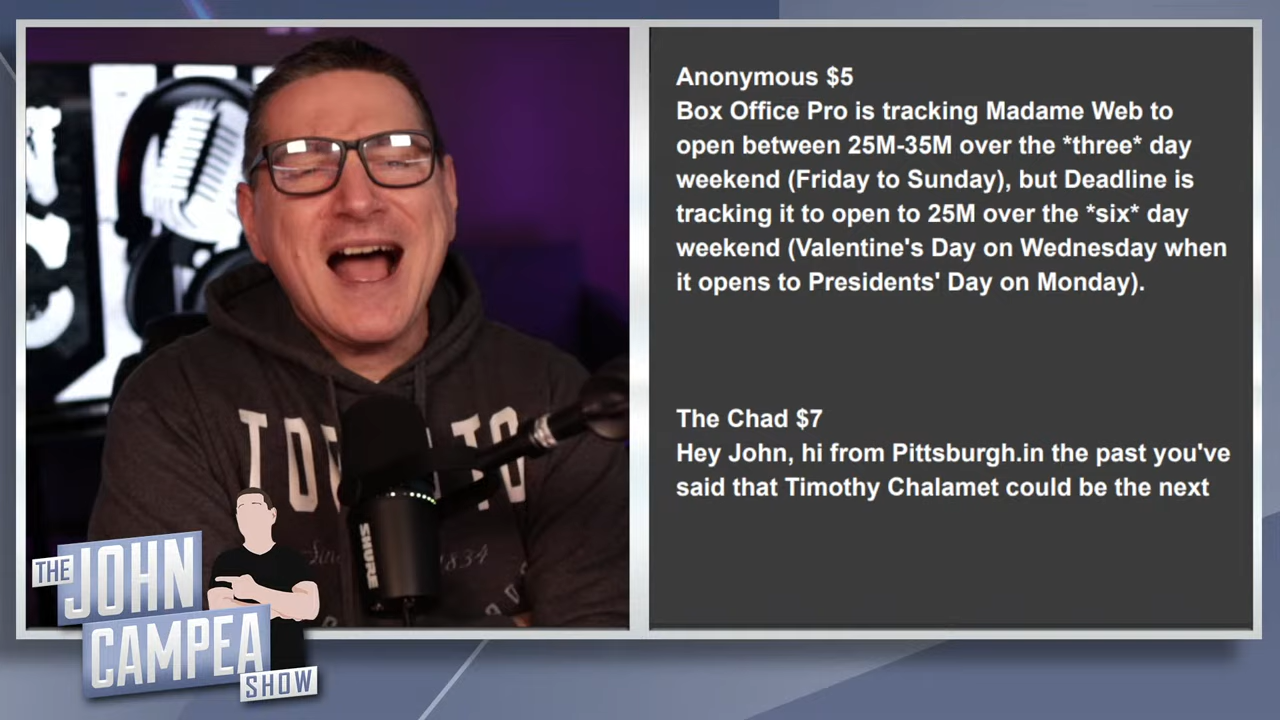 Anonymous $5
Box Office Pro is tracking Madame Web to
open between 25M-35M over the *three* day
weekend (Friday to Sunday), but Deadline is
tracking it to open to 25M over the *six* day
weekend (Valentine's Day on Wednesday when
it opens to Presidents' Day on Monday).
The Chad $7
Hey John, hi from Pittsburgh.in the past you've
said that Timothy Chalamet could be the next
SHURE
1834
THE
JOHN
CAMPEA
SHOW